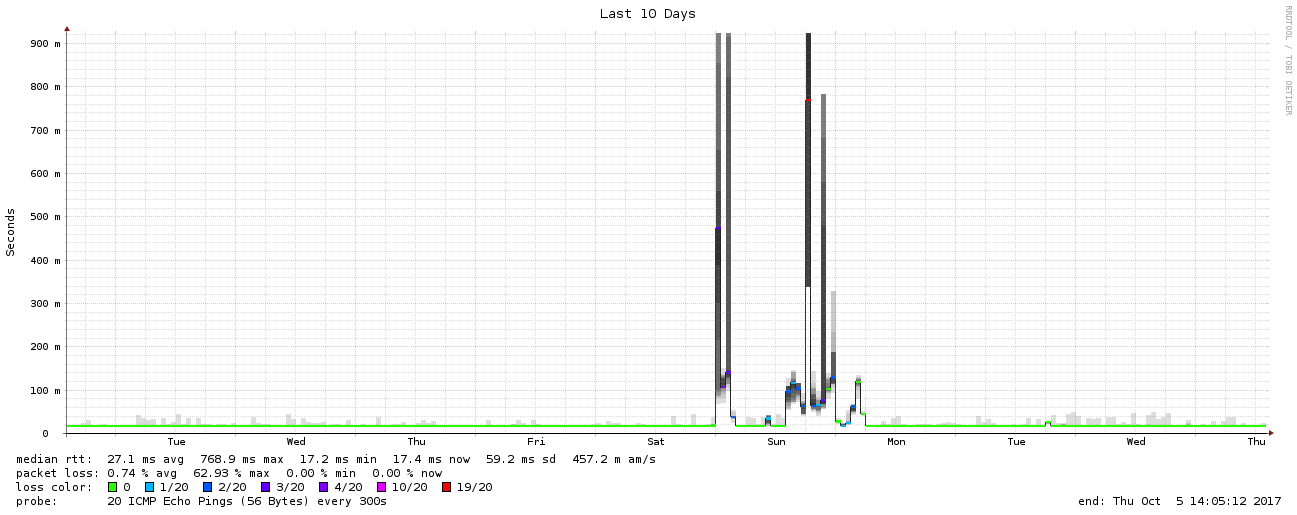 Last 10 Days
RRDTOOL / TOBI OETIKER
Seconds
900 m
800 m
700 m
600 m
500 m
400 m
300 m
200 m
100 m
0
Tue Wed Thu Fri Sat Sun Mon Tue Wed Thu
median rtt: 27.1 ms avg 768.9 ms max 17.2 ms min 17.4 ms now 59.2 ms sd 457.2 m am/s
packet loss: 0.74 % avg 62.93 % max 0.00 % min 0.00 % now
loss color: 0 1/20 2/20 3/20 4/20 10/20 19/20
probe: 20 ICMP Echo Pings (56 Bytes) every 300s end: Thu Oct 5 14:05:12 2017